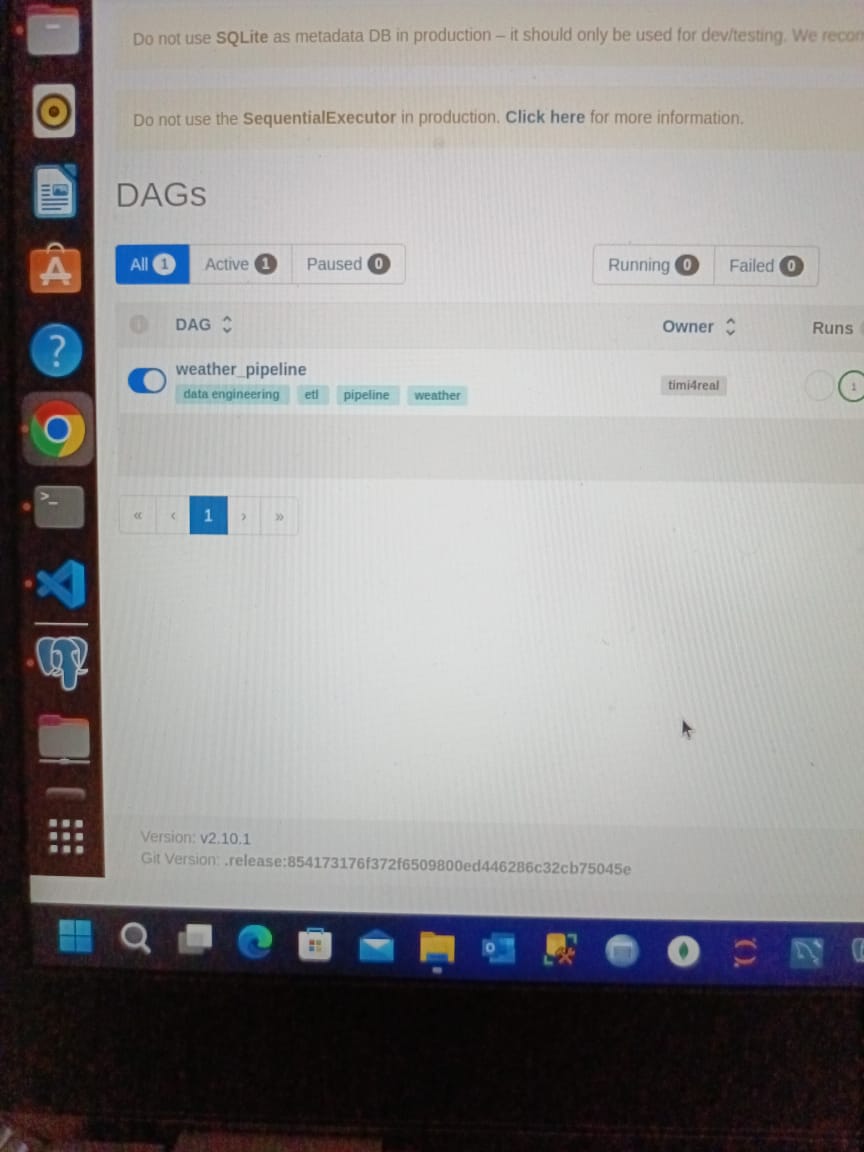 Do not use SQLite as metadata DB in production – it should only be used for dev/testing. We recom
Do not use the SequentialExecutor in production. Click here for more information.
DAGs
All 1 Active 1 Paused 0 Running 0 Failed 0
DAG Owner Runs
weather_pipeline
data engineering etl pipeline weather timi4real 1
« ‹ 1 › »
Version: v2.10.1
Git Version: .release:854173176f372f6509800ed446286c32cb75045e